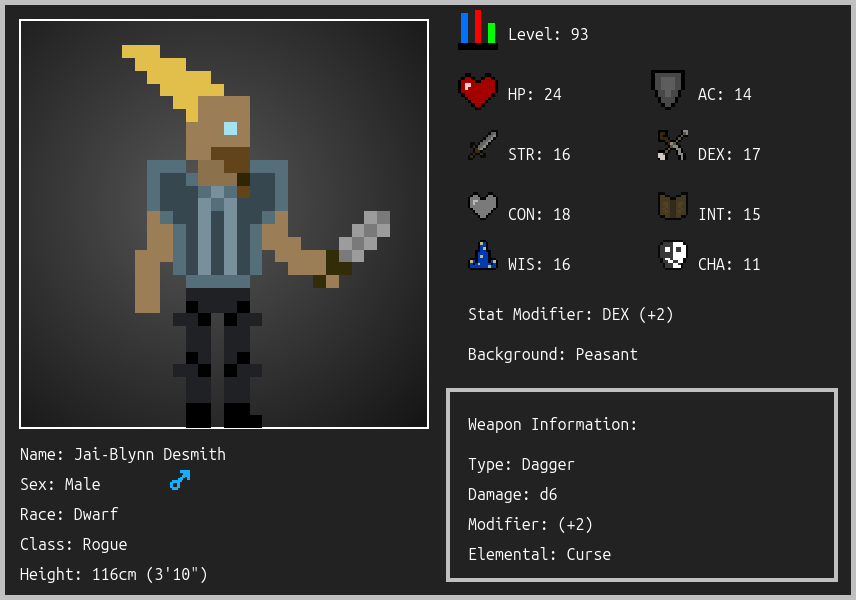 Level: 93
HP: 24
AC: 14
STR: 16
DEX: 17
CON: 18
INT: 15
WIS: 16
CHA: 11
Stat Modifier: DEX (+2)
Background: Peasant
Weapon Information:
Type: Dagger
Damage: d6
Modifier: (+2)
Elemental: Curse
Name: Jai-Blynn Desmith
Sex: Male
Race: Dwarf
Class: Rogue
Height: 116cm (3'10")